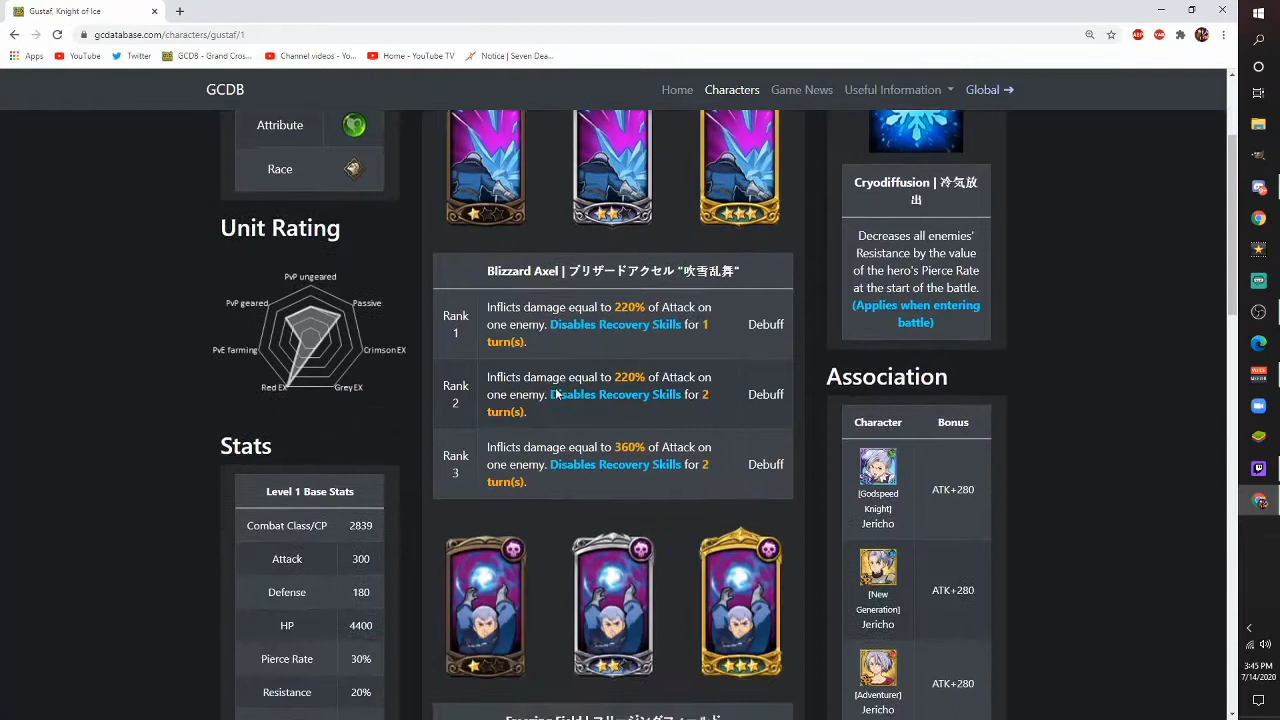 Gustaf, Knight of Ice
gcdatabase.com/characters/gustaf/1
Apps
YouTube
Twitter
GCDB - Grand Cros...
Channel videos - Yo...
Home - YouTube TV
Notice | Seven Dea...
GCDB
Home
Characters
Game News
Useful Information
Global
Attribute
Race
Unit Rating
PvP ungeared
PvP geared
Passive
PvE farming
Crimson EX
Red EX
Grey EX
Stats
Level 1 Base Stats
Combat Class/CP 2839
Attack 300
Defense 180
HP 4400
Pierce Rate 30%
Resistance 20%
Blizzard Axel | ブリザードアクセル "吹雪乱舞"
Rank
1
Inflicts damage equal to 220% of Attack on
one enemy. Disables Recovery Skills for 1
turn(s).
Debuff
Rank
2
Inflicts damage equal to 220% of Attack on
one enemy. Disables Recovery Skills for 2
turn(s).
Debuff
Rank
3
Inflicts damage equal to 360% of Attack on
one enemy. Disables Recovery Skills for 2
turn(s).
Debuff
Cryodiffusion | 冷気放
出
Decreases all enemies'
Resistance by the value
of the hero's Pierce Rate
at the start of the battle.
(Applies when entering
battle)
Association
Character Bonus
[Godspeed
Knight]
Jericho
ATK+280
[New
Generation]
Jericho
ATK+280
[Adventurer]
Jericho
ATK+280
3:45 PM
7/14/2020